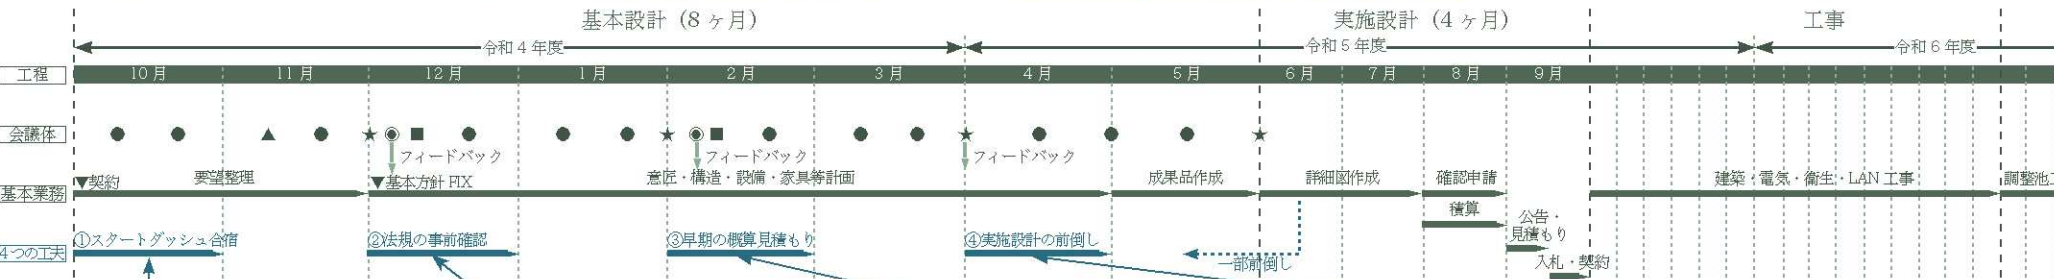 基本設計（8ヶ月）
実施設計（4ヶ月）
工事
令和4年度
令和5年度
令和6年度
工程
10月
11月
12月
1月
2月
3月
4月
5月
6月
7月
8月
9月
会議体
フィードバック
フィードバック
フィードバック
基本業務
▼契約
要望整理
▼基本方針FIX
意匠・構造・設備・家具等計画
成果品作成
詳細図作成
確認申請
建築・電気・衛生・LAN工事
調整池工
積算
公告・
見積もり
入札・契約
4つの工夫
①スタートダッシュ合宿
②法規の事前確認
③早期の概算見積もり
④実施設計の前倒し
一部前倒し